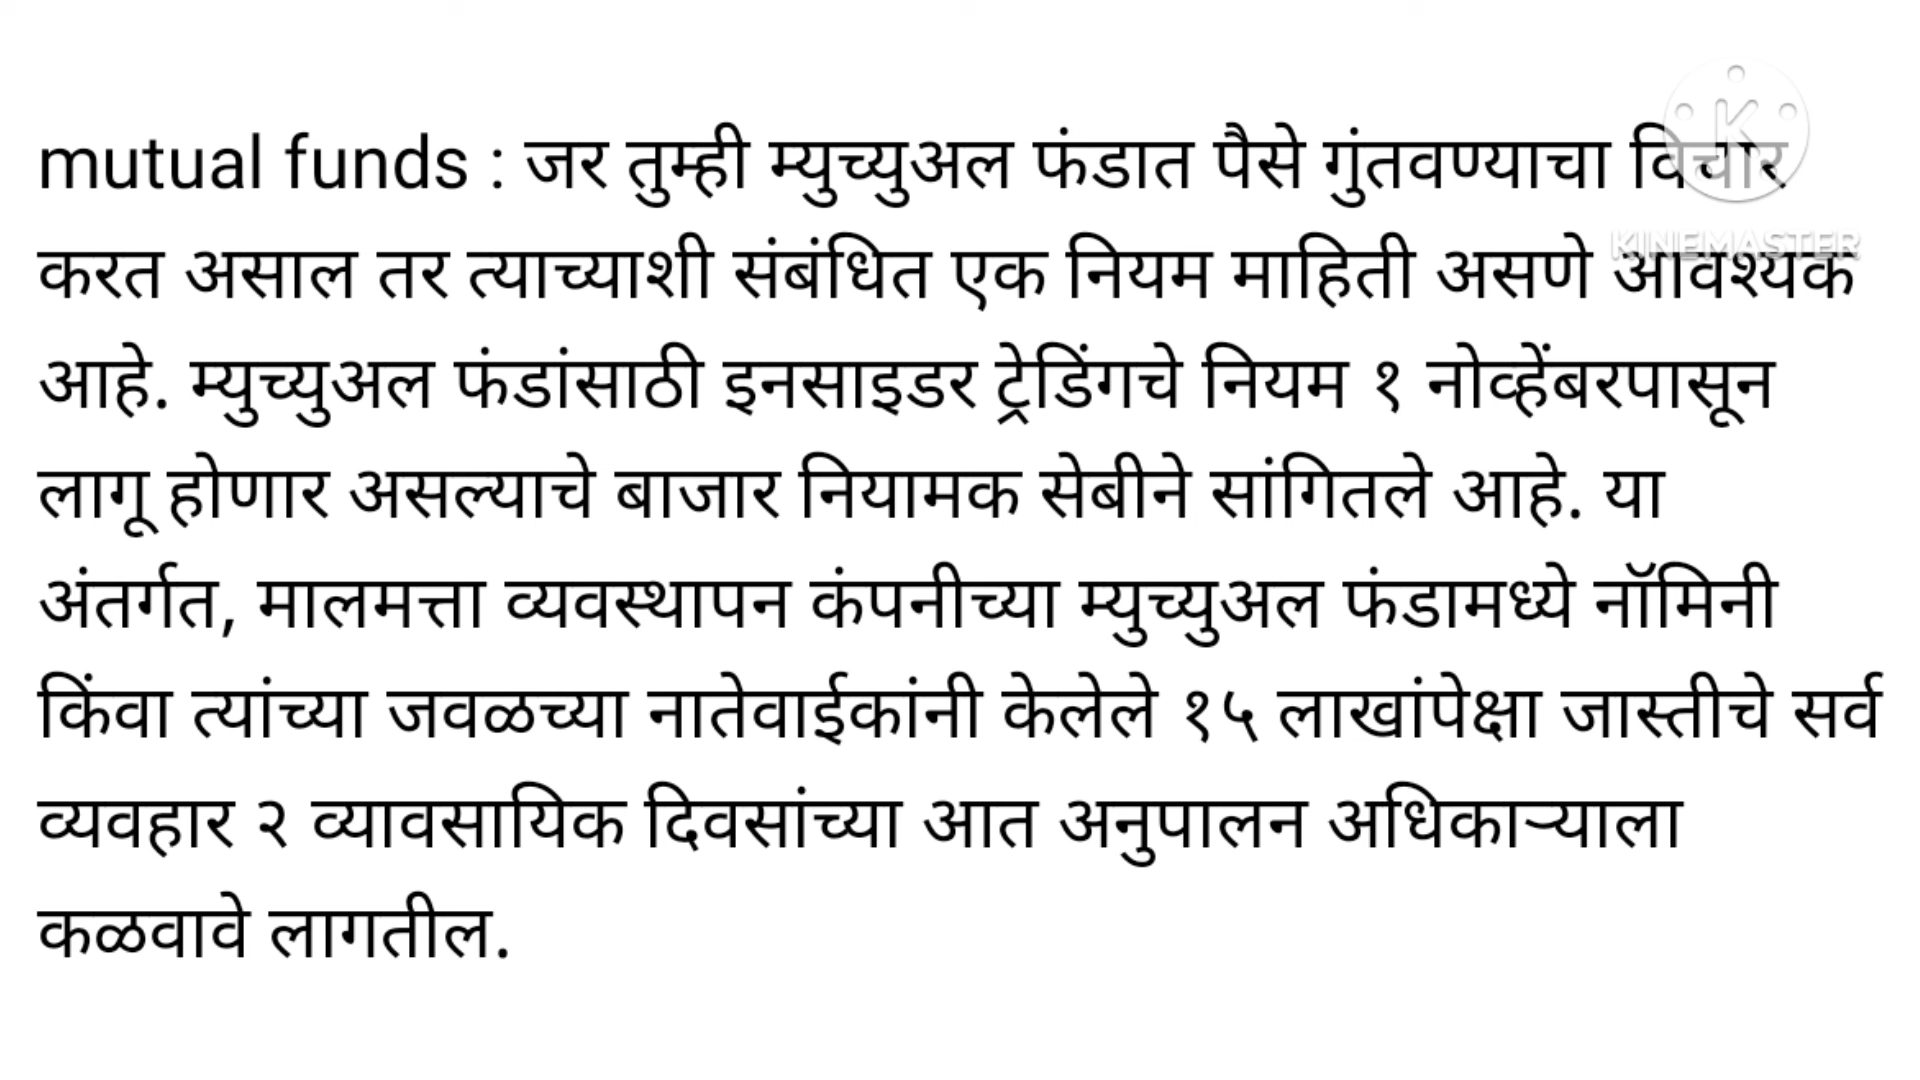 mutual funds : जर तुम्ही म्युच्युअल फंडात पैसे गुंतवण्याचा विचार
करत असाल तर त्याच्याशी संबंधित एक नियम माहिती असणे आवश्यक
आहे. म्युच्युअल फंडांसाठी इनसाइडर ट्रेडिंगचे नियम १ नोव्हेंबरपासून
लागू होणार असल्याचे बाजार नियामक सेबीने सांगितले आहे. या
अंतर्गत, मालमत्ता व्यवस्थापन कंपनीच्या म्युच्युअल फंडामध्ये नॉमिनी
किंवा त्यांच्या जवळच्या नातेवाईकांनी केलेले १५ लाखांपेक्षा जास्तीचे सर्व
व्यवहार २ व्यावसायिक दिवसांच्या आत अनुपालन अधिकाऱ्याला
कळवावे लागतील.
K
KINEMASTER